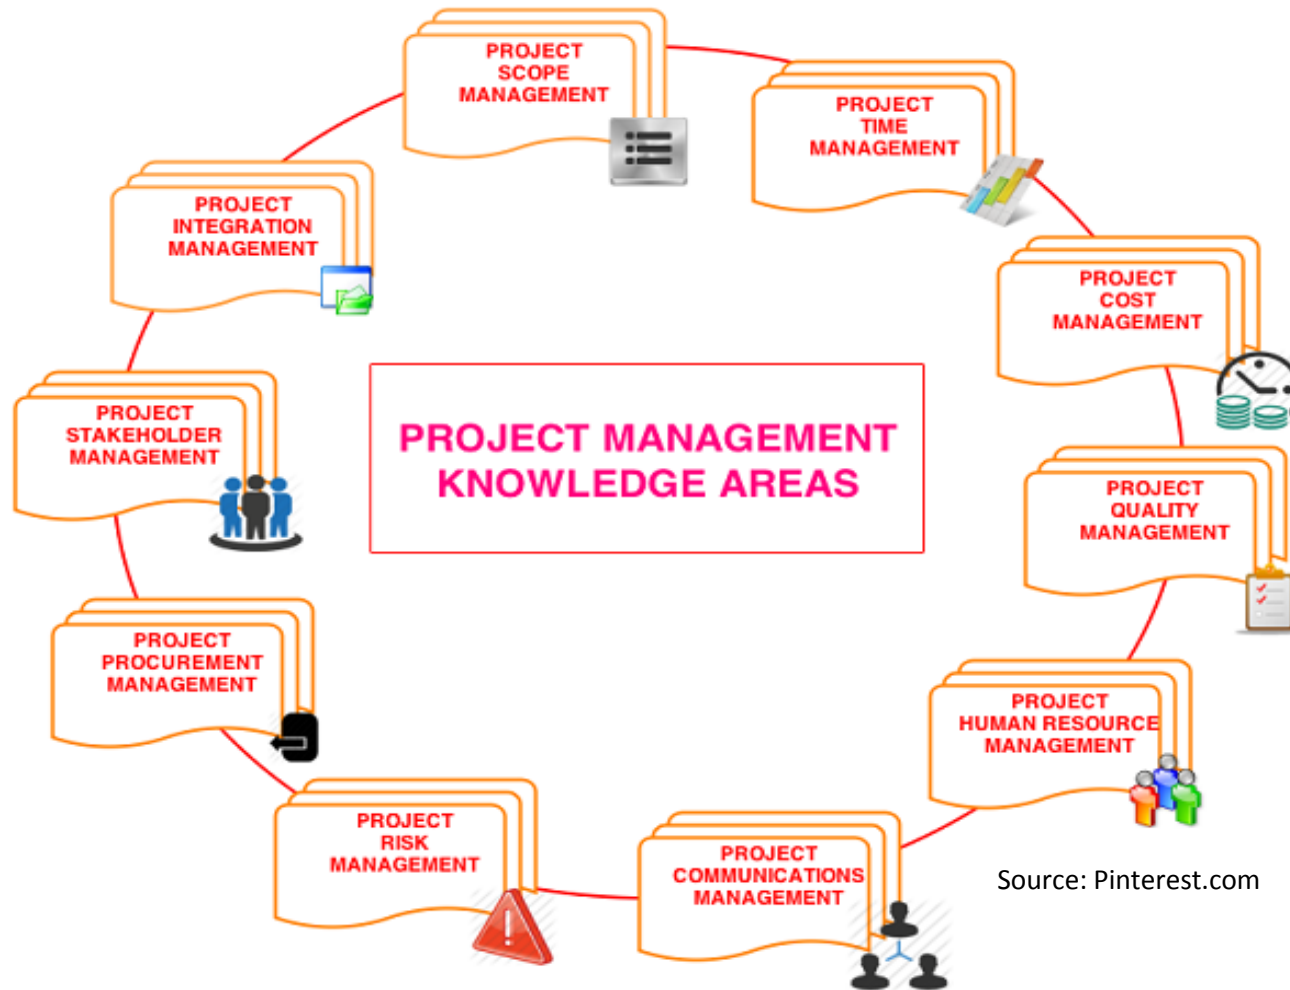 PROJECT
SCOPE
MANAGEMENT
PROJECT
TIME
MANAGEMENT
PROJECT
INTEGRATION
MANAGEMENT
PROJECT
COST
MANAGEMENT
PROJECT MANAGEMENT
KNOWLEDGE AREAS
PROJECT
STAKEHOLDER
MANAGEMENT
PROJECT
QUALITY
MANAGEMENT
PROJECT
PROCUREMENT
MANAGEMENT
PROJECT
HUMAN RESOURCE
MANAGEMENT
PROJECT
RISK
MANAGEMENT
PROJECT
COMMUNICATIONS
MANAGEMENT
Source: Pinterest.com